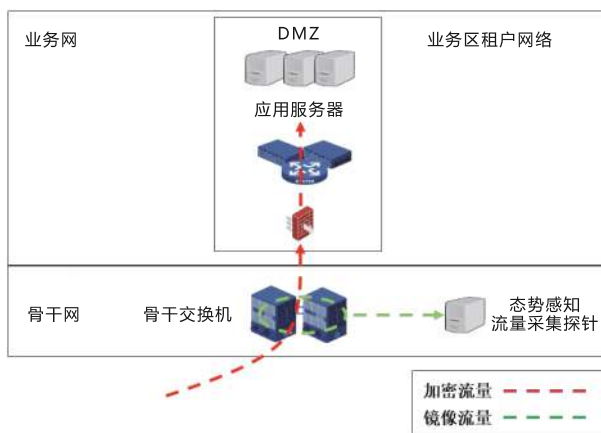 业务网
DMZ
业务区租户网络
应用服务器
骨干网
骨干交换机
态势感知
流量采集探针
加密流量
镜像流量